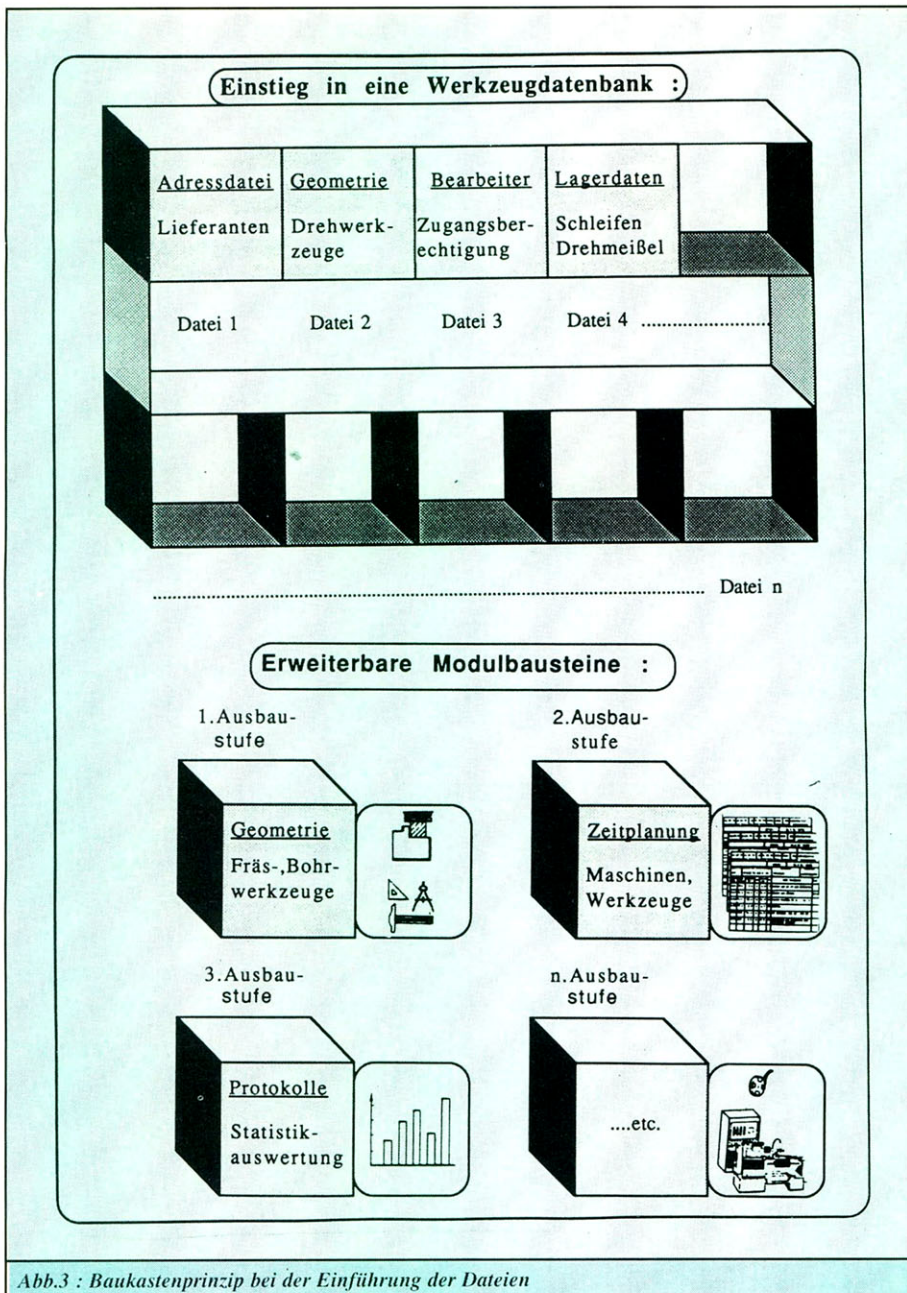 Einstieg in eine Werkzeugdatenbank :
Adressdatei
Lieferanten
Geometrie
Drehwerk-
zeuge
Bearbeiter
Zugangsber-
echtigung
Lagerdaten
Schleifen
Drehmeißel
Datei 1 Datei 2 Datei 3 Datei 4 ........................
........................ Datei n
Erweiterbare Modulbausteine :
1.Ausbau-
stufe
Geometrie
Fräs-,Bohr-
werkzeuge
2.Ausbau-
stufe
Zeitplanung
Maschinen,
Werkzeuge
3.Ausbau-
stufe
Protokolle
Statistik-
auswertung
n.Ausbau-
stufe
....etc.
Abb.3 : Baukastenprinzip bei der Einführung der Dateien